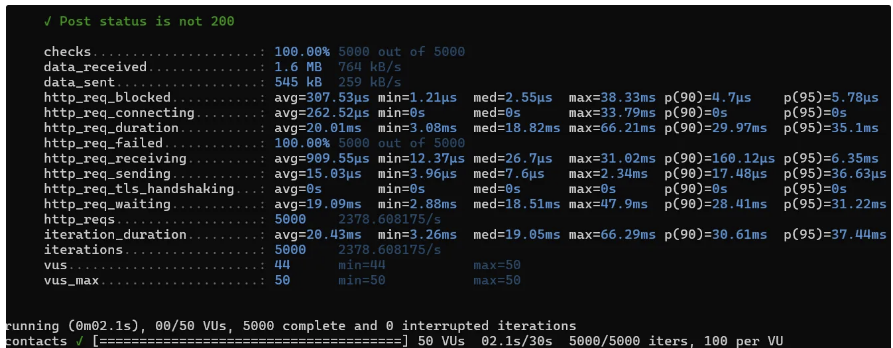 ✓ Post status is not 200
checks.....................: 100.00% 5000 out of 5000
data_received..............: 1.6 MB  764 kB/s
data_sent..................: 545 kB  259 kB/s
http_req_blocked...........: avg=307.53µs min=1.21µs  med=2.55µs  max=38.33ms p(90)=4.7µs    p(95)=5.78µs
http_req_connecting........: avg=262.52µs min=0s      med=0s      max=33.79ms p(90)=0s       p(95)=0s
http_req_duration..........: avg=20.01ms  min=3.08ms  med=18.82ms max=66.21ms p(90)=29.97ms  p(95)=35.1ms
http_req_failed............: 100.00% 5000 out of 5000
http_req_receiving.........: avg=909.55µs min=12.37µs med=26.7µs  max=31.02ms p(90)=160.12µs p(95)=6.35ms
http_req_sending...........: avg=15.03µs  min=3.96µs  med=7.6µs   max=2.34ms  p(90)=17.48µs  p(95)=36.63µs
http_req_tls_handshaking...: avg=0s       min=0s      med=0s      max=0s      p(90)=0s       p(95)=0s
http_req_waiting...........: avg=19.09ms  min=2.88ms  med=18.51ms max=47.9ms  p(90)=28.41ms  p(95)=31.22ms
http_reqs..................: 5000    2378.608175/s
iteration_duration.........: avg=20.43ms  min=3.26ms  med=19.05ms max=66.29ms p(90)=30.61ms  p(95)=37.44ms
iterations.................: 5000    2378.608175/s
vus........................: 44      min=44           max=50
vus_max....................: 50      min=50           max=50
running (0m02.1s), 00/50 VUs, 5000 complete and 0 interrupted iterations
contacts ✓ [======================================] 50 VUs  02.1s/30s  5000/5000 iters, 100 per VU